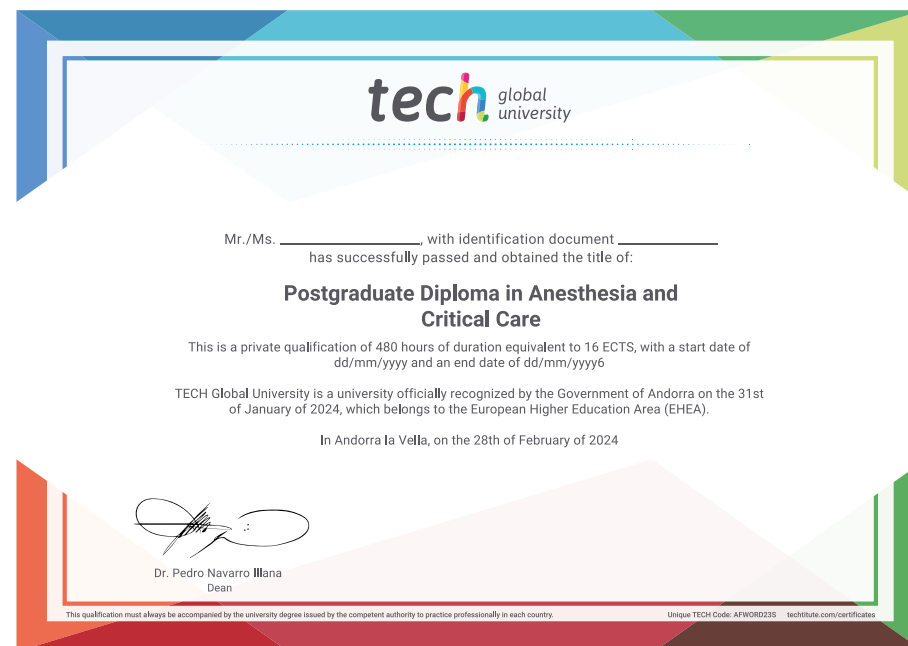 tech global university
Mr./Ms. ____________________, with identification document ______________
has successfully passed and obtained the title of:
Postgraduate Diploma in Anesthesia and
Critical Care
This is a private qualification of 480 hours of duration equivalent to 16 ECTS, with a start date of
dd/mm/yyyy and an end date of dd/mm/yyyy6
TECH Global University is a university officially recognized by the Government of Andorra on the 31st
of January of 2024, which belongs to the European Higher Education Area (EHEA).
In Andorra la Vella, on the 28th of February of 2024
Dr. Pedro Navarro Illana
Dean
This qualification must always be accompanied by the university degree issued by the competent authority to practice professionally in each country.
Unique TECH Code: AFWORD23S techtitute.com/certificates